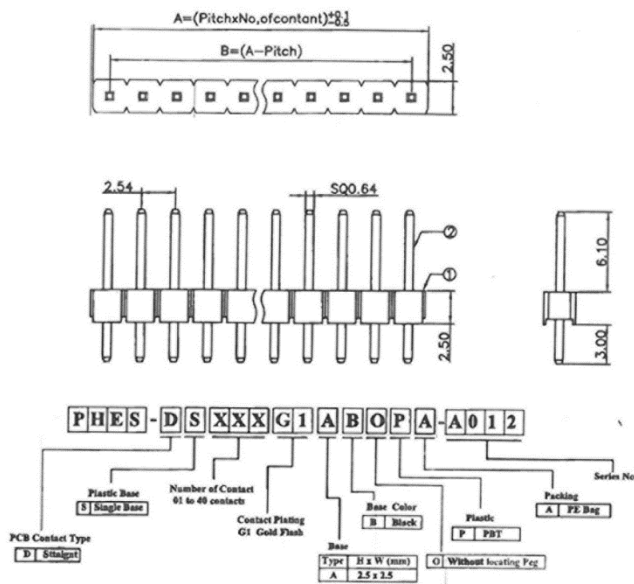 A=(PitchxNo,ofcontant)+0.1 -0.5
B=(A-Pitch)
2.50
2.54
SQ0.64
2
1
6.10
2.50
3.00
PHES-DSXXXG1ABOPA-A012
Series No
Plastic Base
S Single Base
Number of Contact
01 to 40 contacts
Packing
A PE Bag
Base Color
B Black
Contact Plating
G1 Gold Flash
Plastic
P PBT
PCB Contact Type
D Straignt
Base
Type H x W (mm)
A 2.5 x 2.5
O Without locating Peg